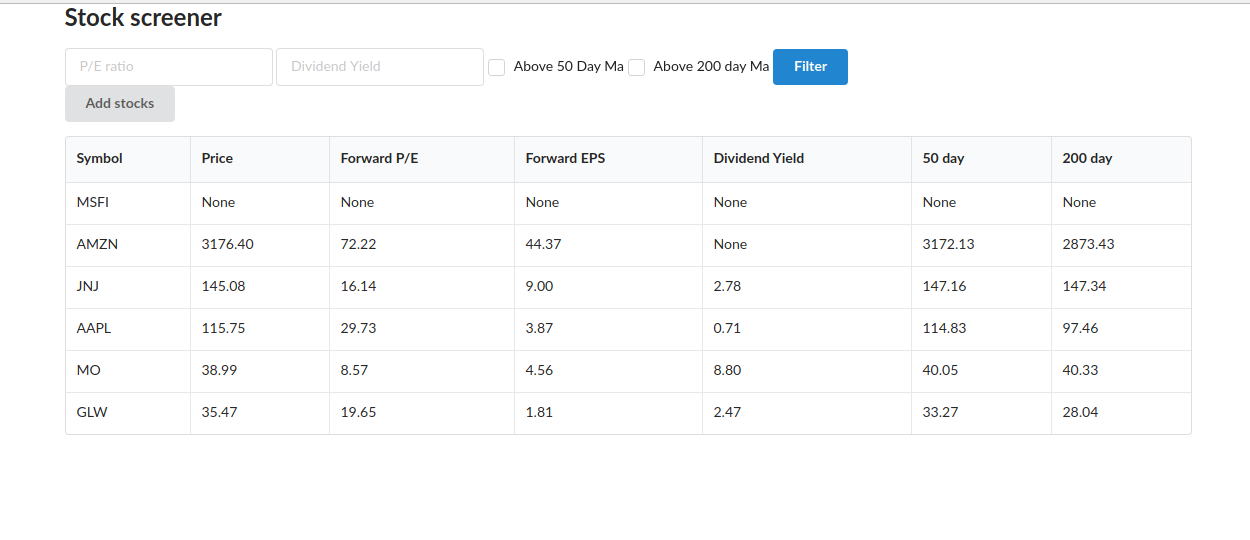 Stock screener
P/E ratio Dividend Yield Above 50 Day Ma Above 200 day Ma Filter
Add stocks
Symbol Price Forward P/E Forward EPS Dividend Yield 50 day 200 day
MSFI None None None None None None
AMZN 3176.40 72.22 44.37 None 3172.13 2873.43
JNJ 145.08 16.14 9.00 2.78 147.16 147.34
AAPL 115.75 29.73 3.87 0.71 114.83 97.46
MO 38.99 8.57 4.56 8.80 40.05 40.33
GLW 35.47 19.65 1.81 2.47 33.27 28.04